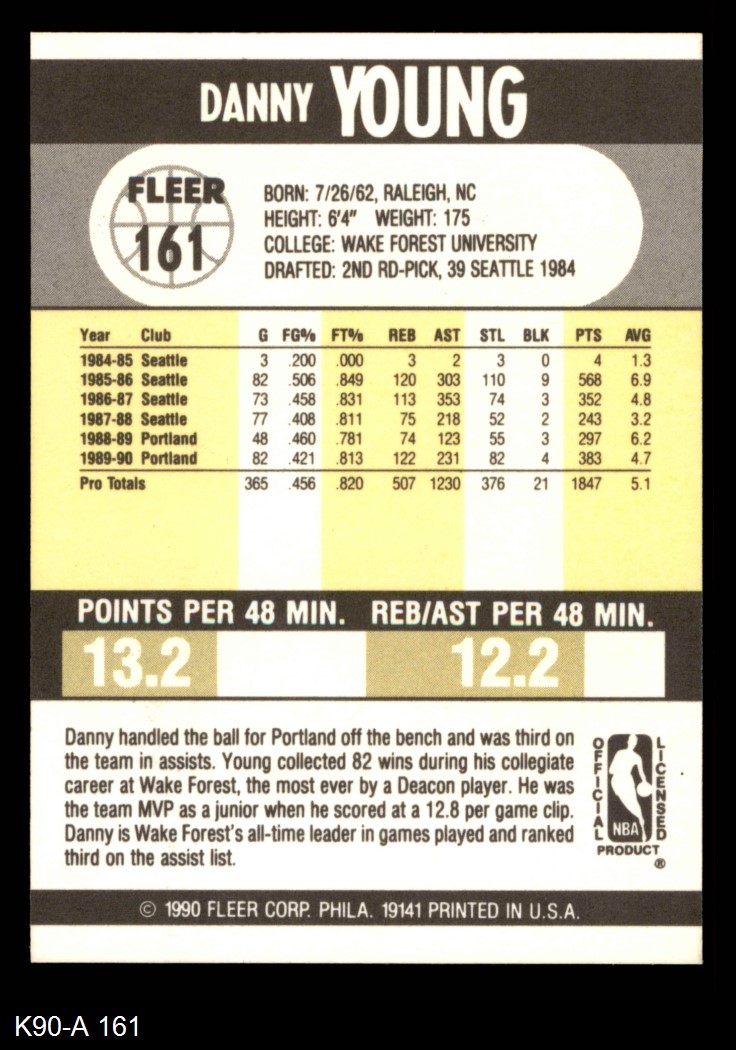 DANNY YOUNG
FLEER
161
BORN: 7/26/62, RALEIGH, NC
HEIGHT: 6'4" WEIGHT: 175
COLLEGE: WAKE FOREST UNIVERSITY
DRAFTED: 2ND RD-PICK, 39 SEATTLE 1984
Year Club G FG% FT% REB AST STL BLK PTS AVG
1984-85 Seattle 3 .200 .000 3 2 3 0 4 1.3
1985-86 Seattle 82 .506 .849 120 303 110 9 568 6.9
1986-87 Seattle 73 .458 .831 113 353 74 3 352 4.8
1987-88 Seattle 77 .408 .811 75 218 52 2 243 3.2
1988-89 Portland 48 .460 .781 74 123 55 3 297 6.2
1989-90 Portland 82 .421 .813 122 231 82 4 383 4.7
Pro Totals 365 .456 .820 507 1230 376 21 1847 5.1
POINTS PER 48 MIN. REB/AST PER 48 MIN.
13.2 12.2
Danny handled the ball for Portland off the bench and was third on
the team in assists. Young collected 82 wins during his collegiate
career at Wake Forest, the most ever by a Deacon player. He was
the team MVP as a junior when he scored at a 12.8 per game clip.
Danny is Wake Forest's all-time leader in games played and ranked
third on the assist list.
OFFICIAL
LICENSED
NBA
PRODUCT
®
© 1990 FLEER CORP. PHILA. 19141 PRINTED IN U.S.A.
K90-A 161